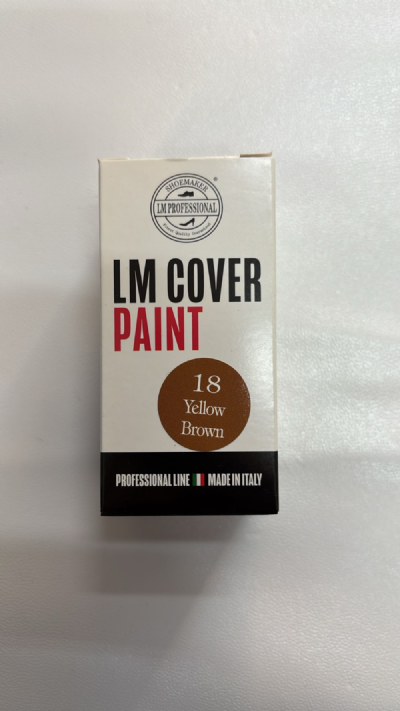 SHOEMAKER
®
LM PROFESSIONAL
LM COVER
PAINT
18
Yellow
Brown
PROFESSIONAL LINE MADE IN ITALY